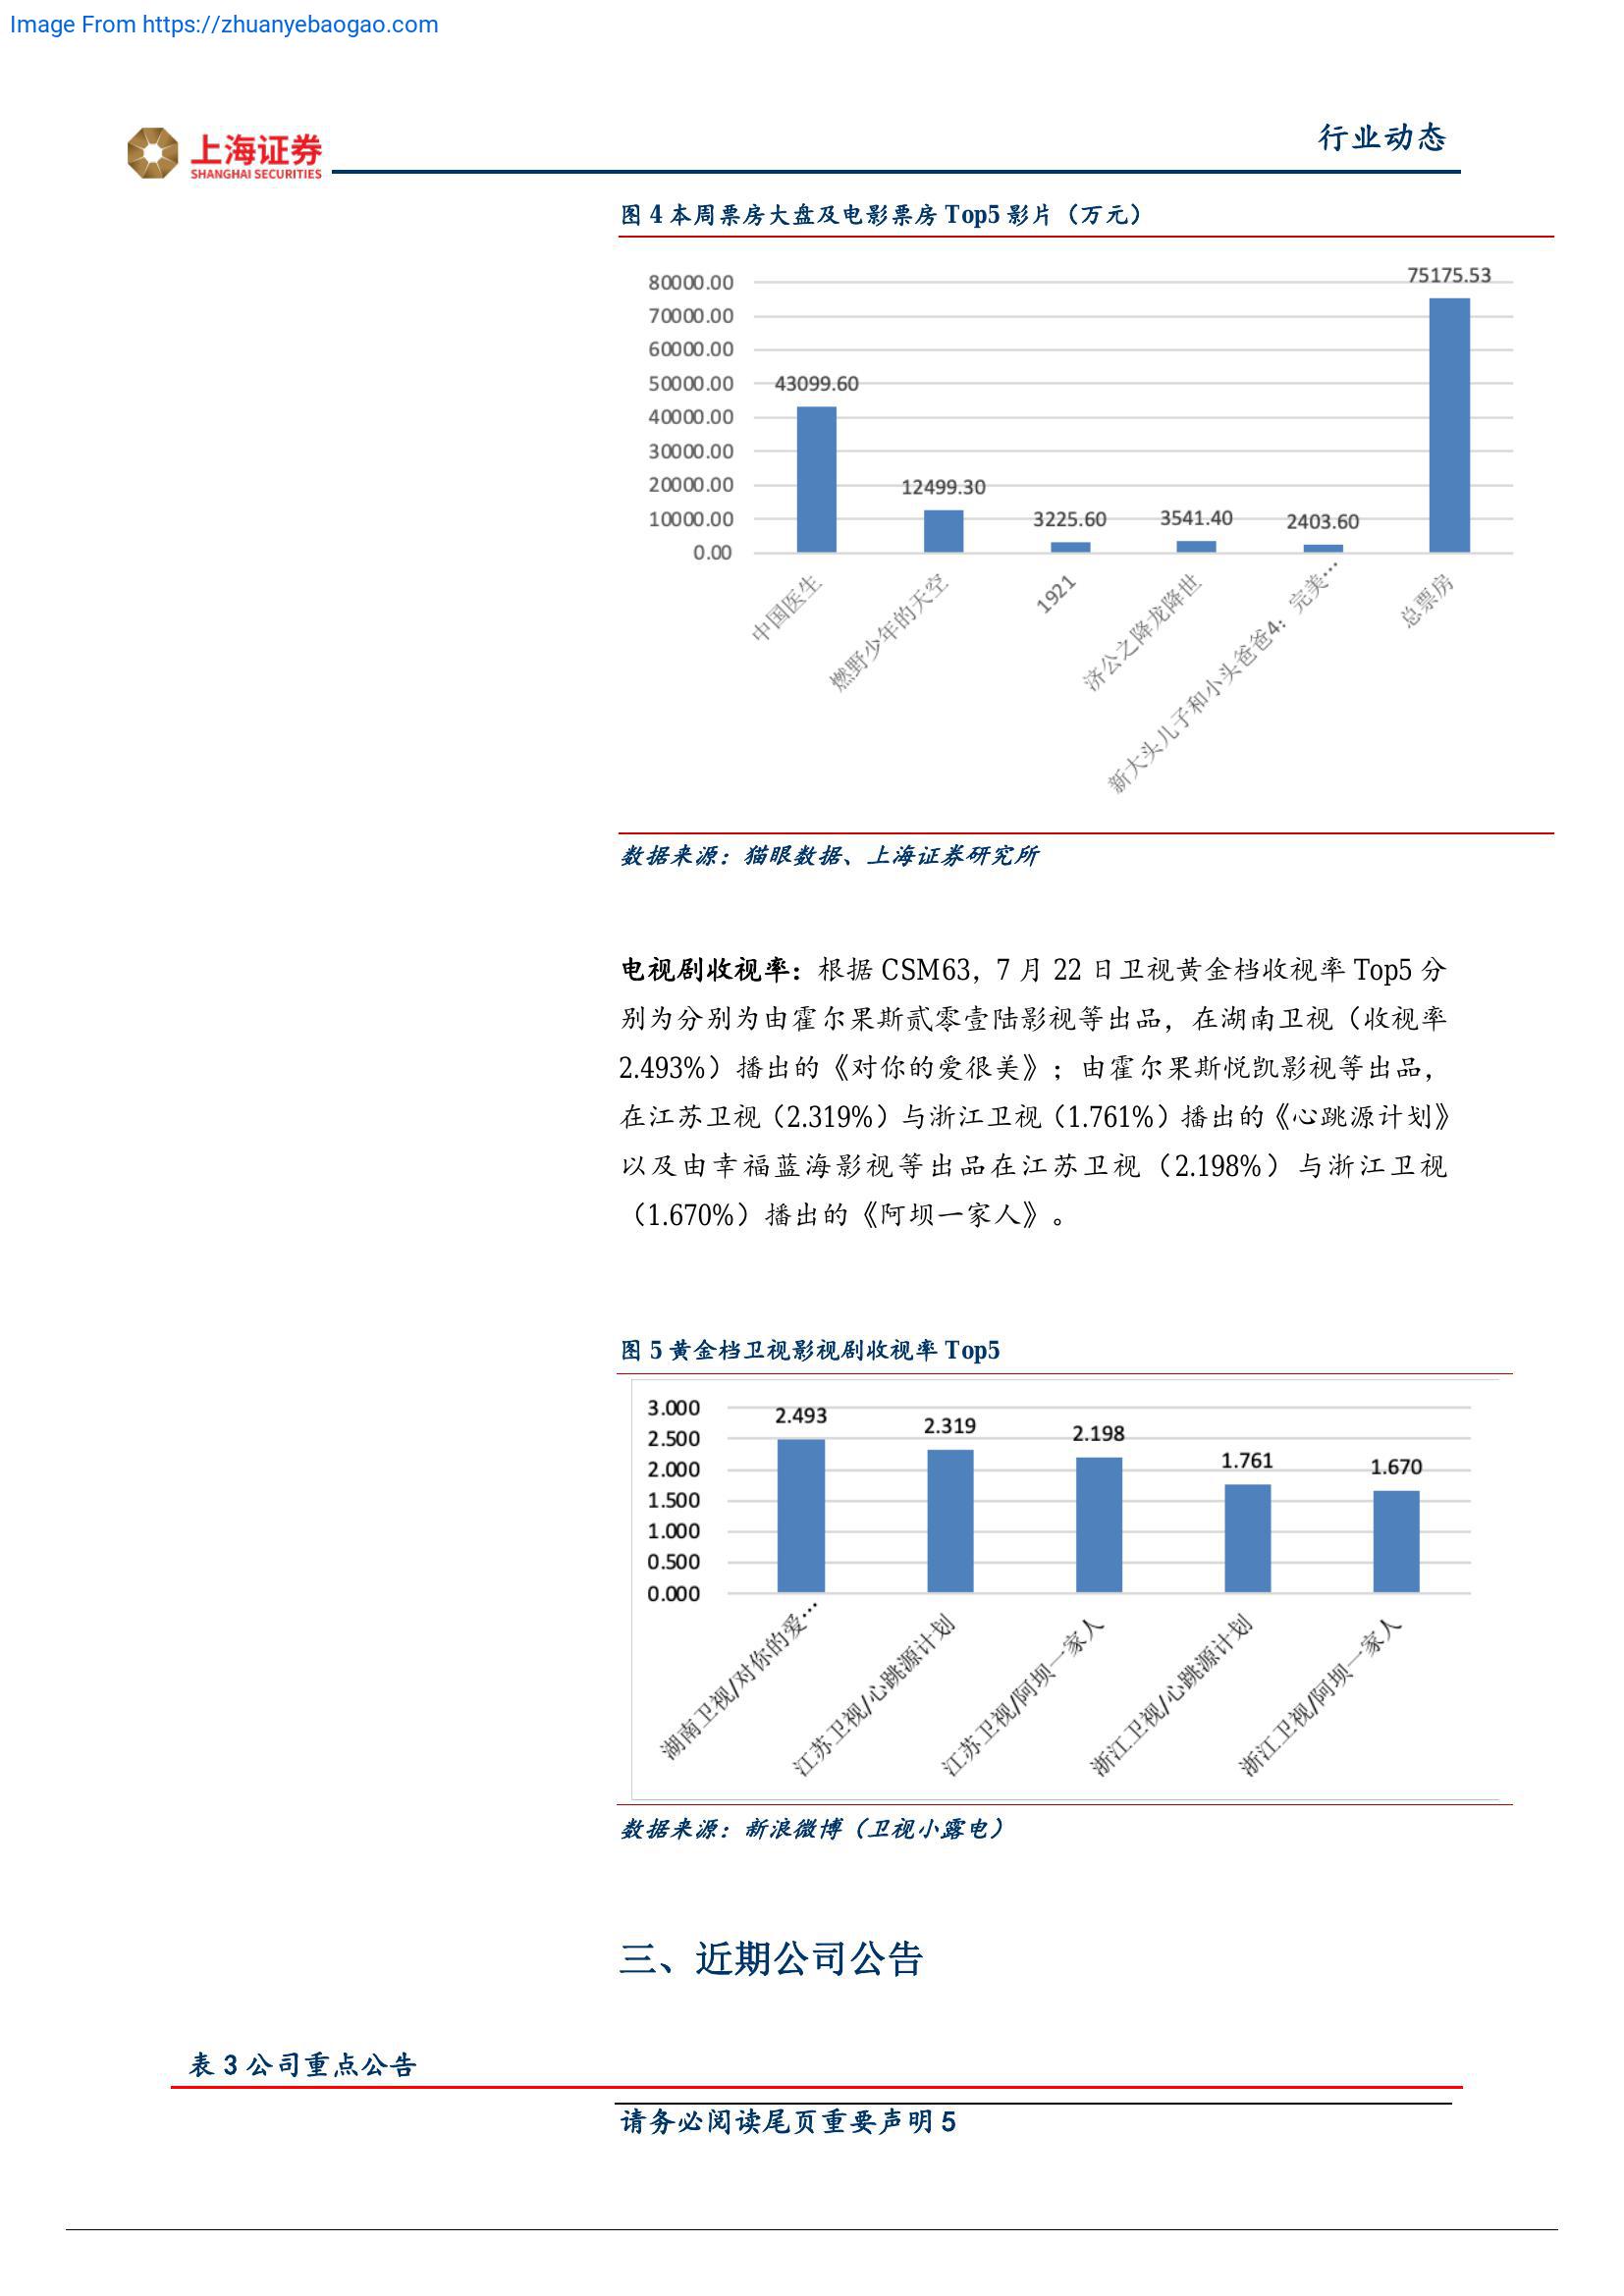 Image From https://zhuanyebaogao.com
上海证券
SHANGHAI SECURITIES
行业动态
图 4 本周票房大盘及电影票房 Top5 影片（万元）
80000.00
70000.00
60000.00
50000.00
40000.00
30000.00
20000.00
10000.00
0.00
43099.60
12499.30
3225.60
3541.40
2403.60
75175.53
中国医生
燃野少年的天空
1921
济公之降龙降世
新大头儿子和小头爸爸4：完美…
总票房
数据来源：猫眼数据、上海证券研究所
电视剧收视率：根据 CSM63，7 月 22 日卫视黄金档收视率 Top5 分
别为分别为由霍尔果斯贰零壹陆影视等出品，在湖南卫视（收视率
2.493%）播出的《对你的爱很美》；由霍尔果斯悦凯影视等出品，
在江苏卫视（2.319%）与浙江卫视（1.761%）播出的《心跳源计划》
以及由幸福蓝海影视等出品在江苏卫视（2.198%）与浙江卫视
（1.670%）播出的《阿坝一家人》。
图 5 黄金档卫视影视剧收视率 Top5
3.000
2.500
2.000
1.500
1.000
0.500
0.000
2.493
2.319
2.198
1.761
1.670
湖南卫视/对你的爱…
江苏卫视/心跳源计划
江苏卫视/阿坝一家人
浙江卫视/心跳源计划
浙江卫视/阿坝一家人
数据来源：新浪微博（卫视小露电）
三、近期公司公告
表 3 公司重点公告
请务必阅读尾页重要声明 5